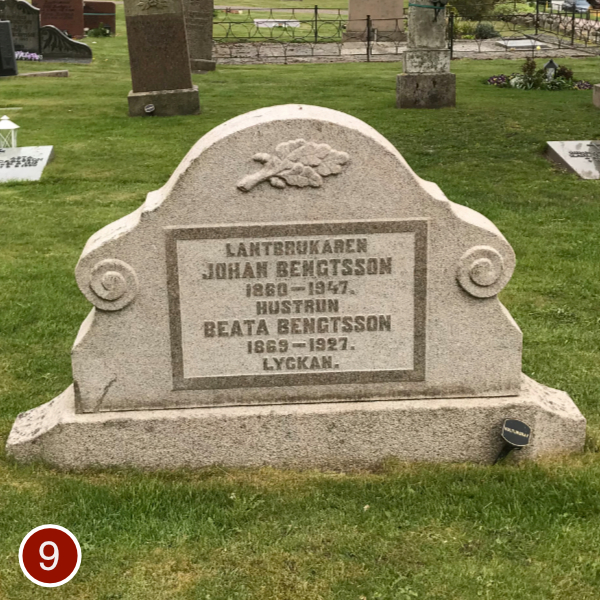 LANTBRUKAREN
JOHAN BENGTSSON
1860–1947.
HUSTRUN
BEATA BENGTSSON
1869–1927.
LYCKAN.
9